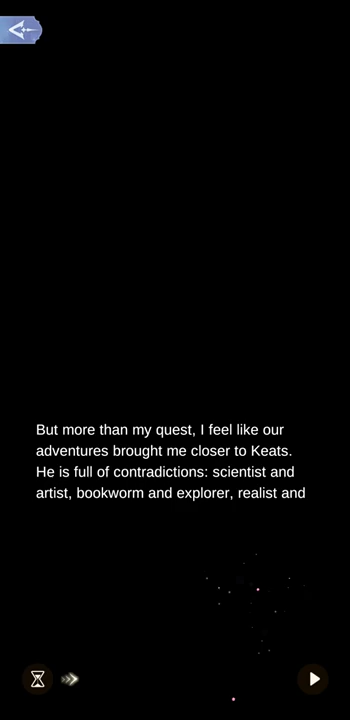 But more than my quest, I feel like our
adventures brought me closer to Keats.
He is full of contradictions: scientist and
artist, bookworm and explorer, realist and